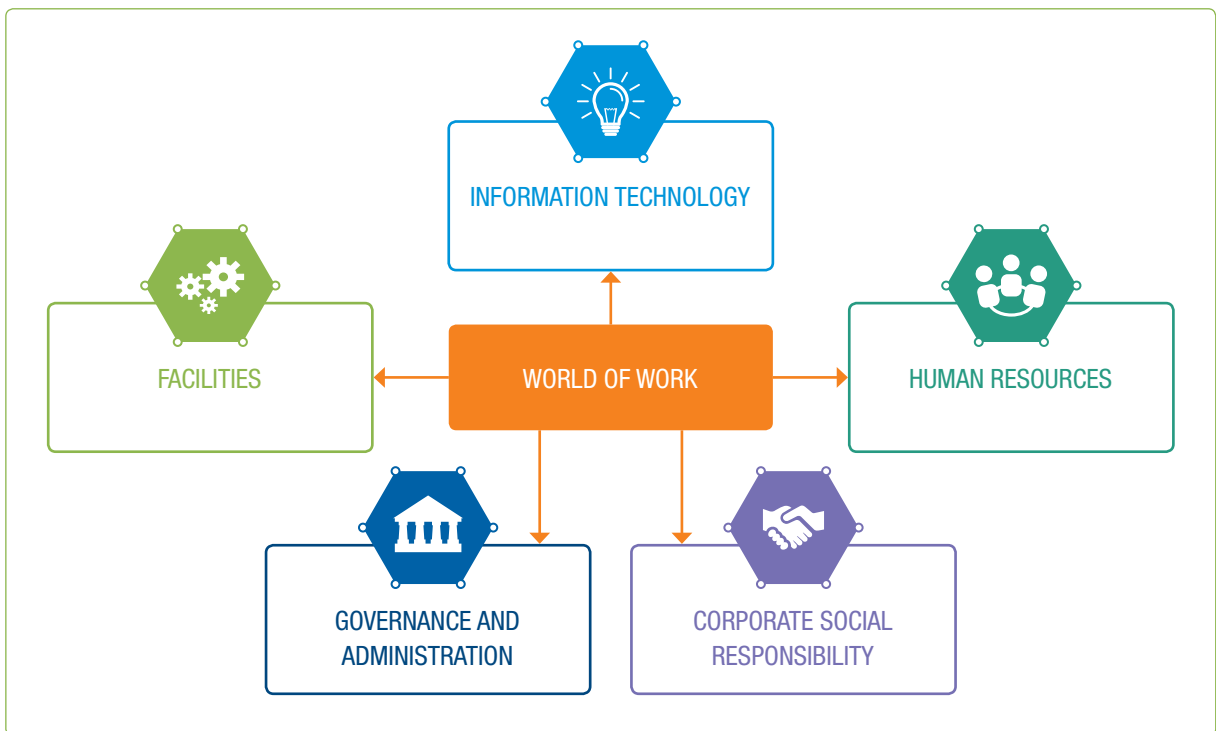 INFORMATION TECHNOLOGY
FACILITIES
WORLD OF WORK
HUMAN RESOURCES
GOVERNANCE AND
ADMINISTRATION
CORPORATE SOCIAL
RESPONSIBILITY